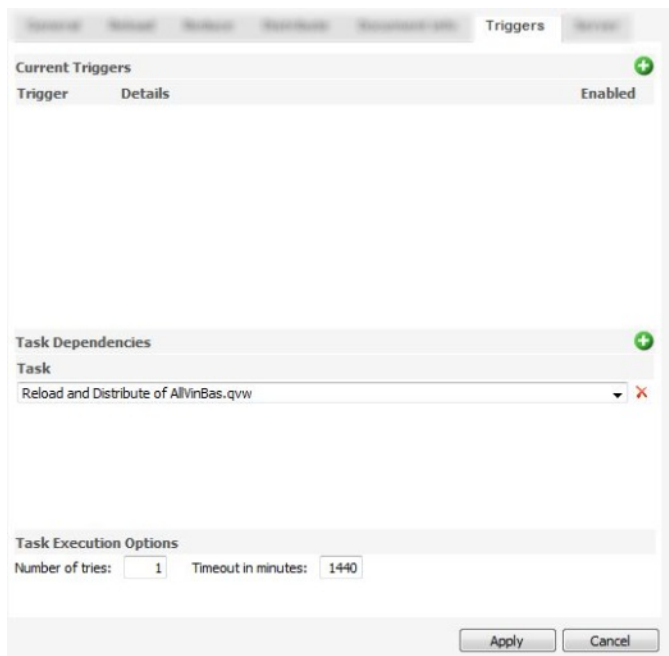 Triggers
Current Triggers
Trigger Details Enabled
Task Dependencies
Task
Reload and Distribute of AllVinBas.qvw
Task Execution Options
Number of tries: 1 Timeout in minutes: 1440
Apply Cancel